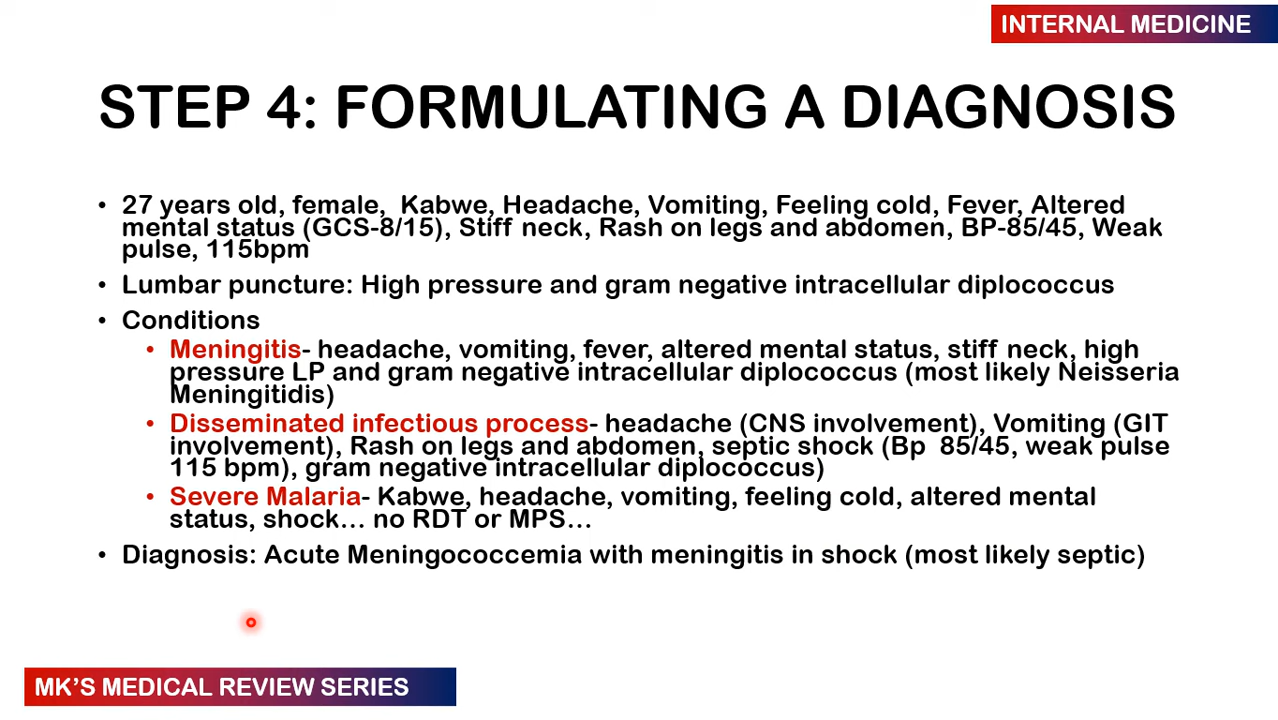 INTERNAL MEDICINE
STEP 4: FORMULATING A DIAGNOSIS
• 27 years old, female, Kabwe, Headache, Vomiting, Feeling cold, Fever, Altered
mental status (GCS-8/15), Stiff neck, Rash on legs and abdomen, BP-85/45, Weak
pulse, 115bpm
• Lumbar puncture: High pressure and gram negative intracellular diplococcus
• Conditions
• Meningitis- headache, vomiting, fever, altered mental status, stiff neck, high
pressure LP and gram negative intracellular diplococcus (most likely Neisseria
Meningitidis)
• Disseminated infectious process- headache (CNS involvement), Vomiting (GIT
involvement), Rash on legs and abdomen, septic shock (Bp 85/45, weak pulse
115 bpm), gram negative intracellular diplococcus)
• Severe Malaria- Kabwe, headache, vomiting, feeling cold, altered mental
status, shock... no RDT or MPS...
• Diagnosis: Acute Meningococcemia with meningitis in shock (most likely septic)
MK'S MEDICAL REVIEW SERIES